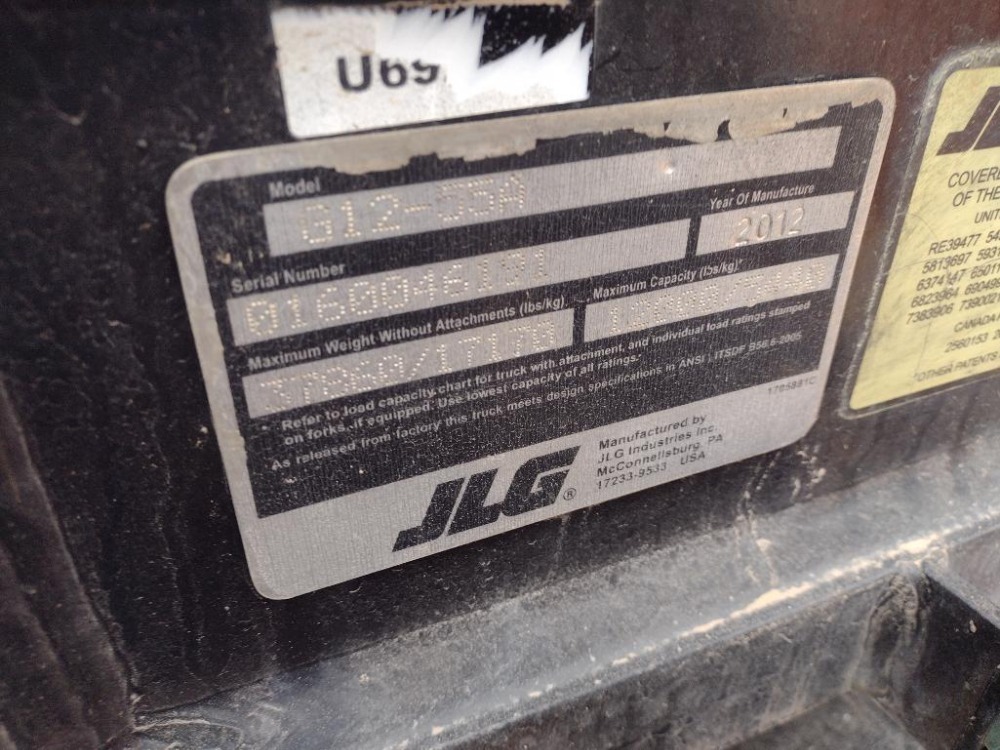 U69
Model
G12-55A
Serial Number
Year Of Manufacture
2012
Maximum Weight Without Attachments (lbs/kg)
Maximum Capacity (lbs/kg)*
37860/17170
* Refer to load capacity chart for truck with attachment, and individual load ratings stamped
on forks, if equipped. Use lowest capacity of all ratings.
As released from factory this truck meets design specifications in ANSI / ITSDF B56.6-2005
1705881C
JLG ®
Manufactured by
JLG Industries Inc.
McConnellsburg, PA
17233-9533 USA
COVERE
OF THE
UNIT
RE39477 54
5813697 5931
6374147 6501
CANADA
2560153
*OTHER PATENTS